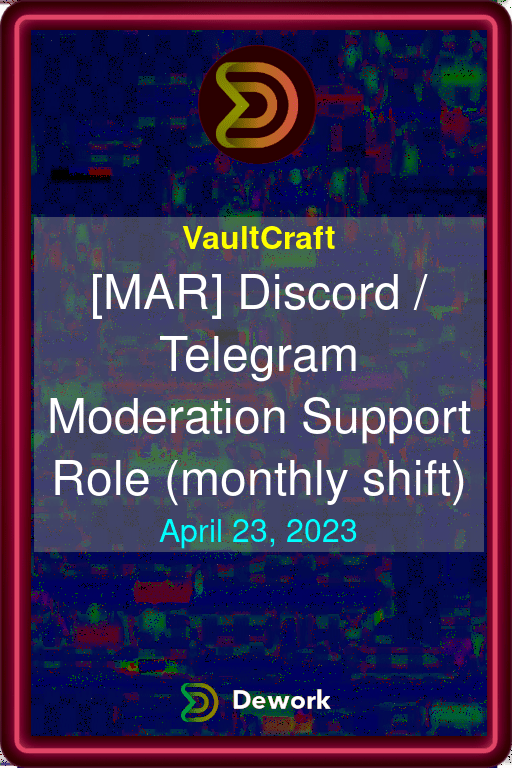 VaultCraft
[MAR] Discord /
Telegram
Moderation Support
Role (monthly shift)
April 23, 2023
Dework